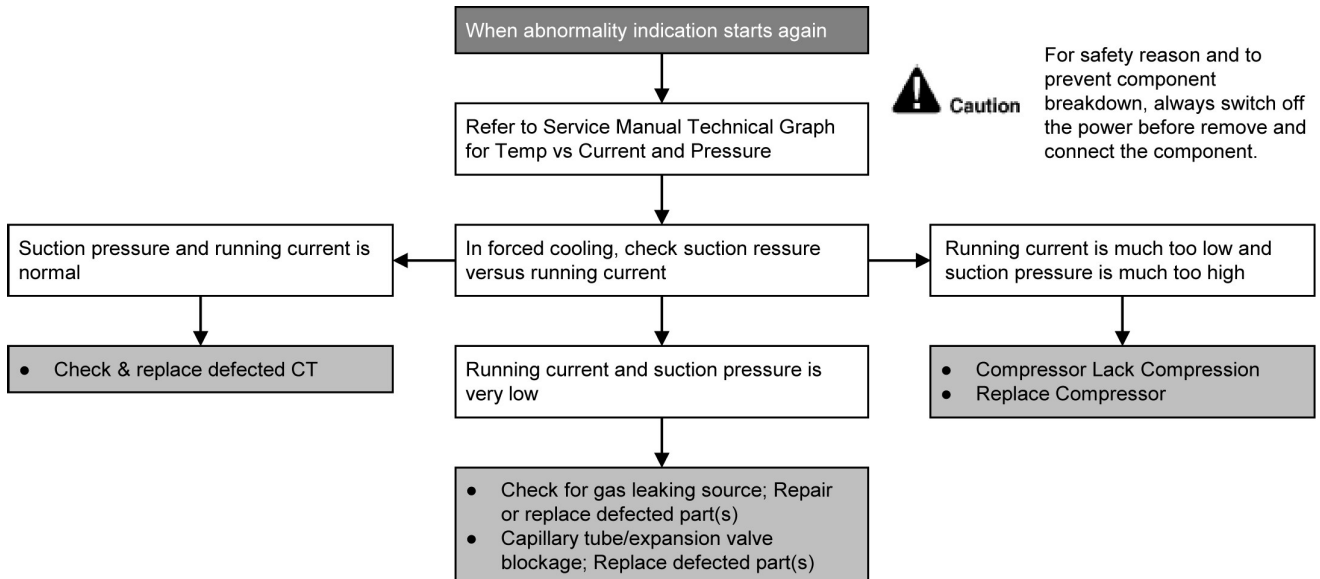 When abnormality indication starts again
For safety reason and to
prevent component
breakdown, always switch off
the power before remove and
connect the component.
Caution
Refer to Service Manual Technical Graph
for Temp vs Current and Pressure
Suction pressure and running current is
normal
In forced cooling, check suction ressure
versus running current
Running current is much too low and
suction pressure is much too high
● Check & replace defected CT
Running current and suction pressure is
very low
● Compressor Lack Compression
● Replace Compressor
● Check for gas leaking source; Repair
or replace defected part(s)
● Capillary tube/expansion valve
blockage; Replace defected part(s)